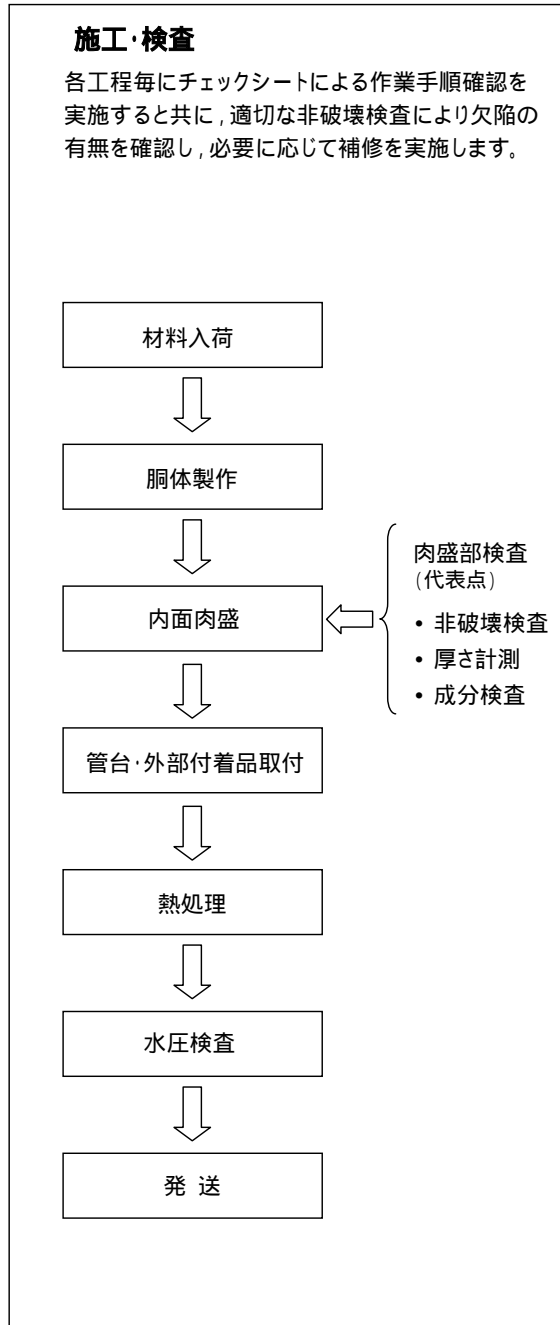 施工･検査
各工程毎にチェックシートによる作業手順確認を
実施すると共に，適切な非破壊検査により欠陥の
有無を確認し，必要に応じて補修を実施します。
材料入荷
胴体製作
内面肉盛
肉盛部検査
(代表点)
• 非破壊検査
• 厚さ計測
• 成分検査
管台･外部付着品取付
熱処理
水圧検査
発 送